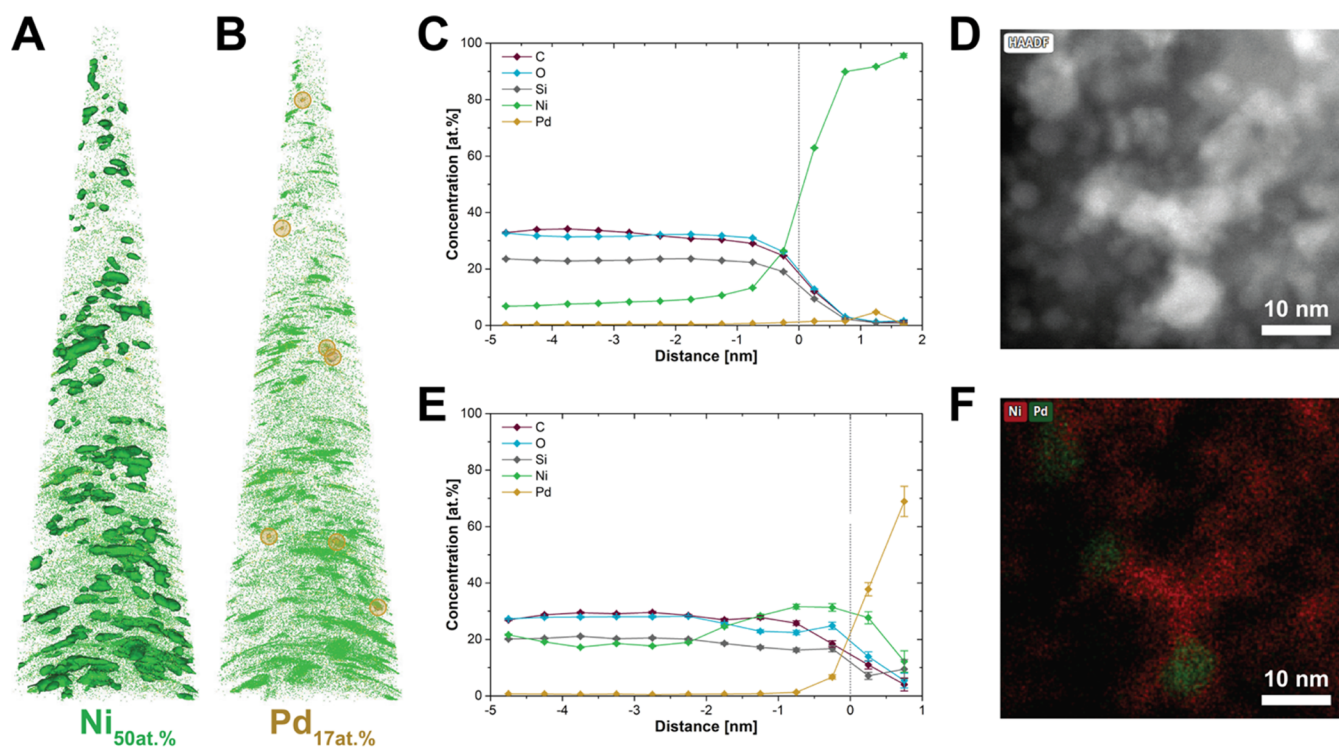 A
B
Ni50at.%
Pd17at.%
C
Concentration [at.%]
100
80
60
40
20
0
C
O
Si
Ni
Pd
-5 -4 -3 -2 -1 0 1 2
Distance [nm]
D
HAADF
10 nm
E
Concentration [at.%]
100
80
60
40
20
0
C
O
Si
Ni
Pd
-5 -4 -3 -2 -1 0 1
Distance [nm]
F
Ni Pd
10 nm